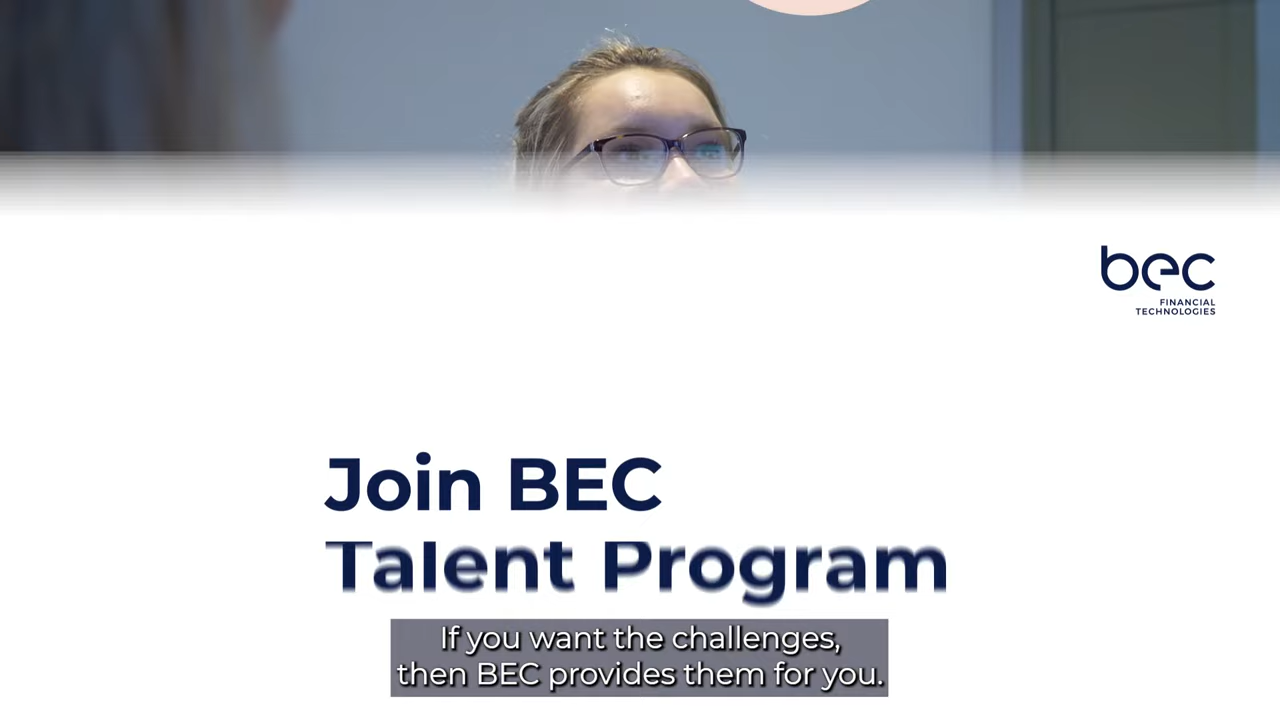 bec
FINANCIAL
TECHNOLOGIES
Join BEC
Talent Program
If you want the challenges,
then BEC provides them for you.